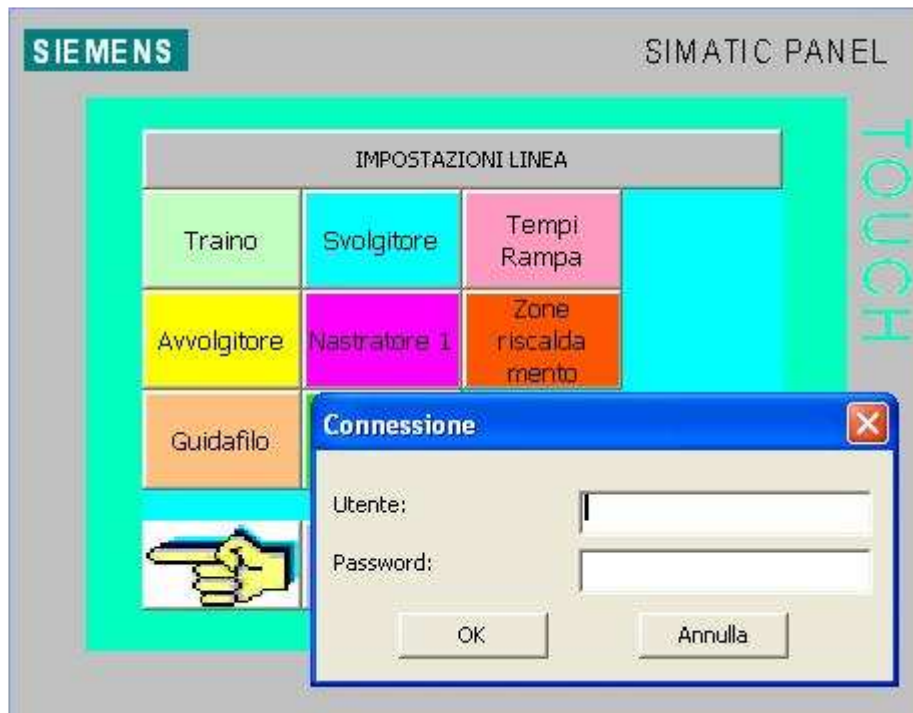 SIEMENS
SIMATIC PANEL
TOUCH
IMPOSTAZIONI LINEA
Traino
Svolgitore
Tempi
Rampa
Avvolgitore
Nastratore 1
Zone
riscalda
mento
Guidafilo
Connessione
Utente:
Password:
OK
Annulla